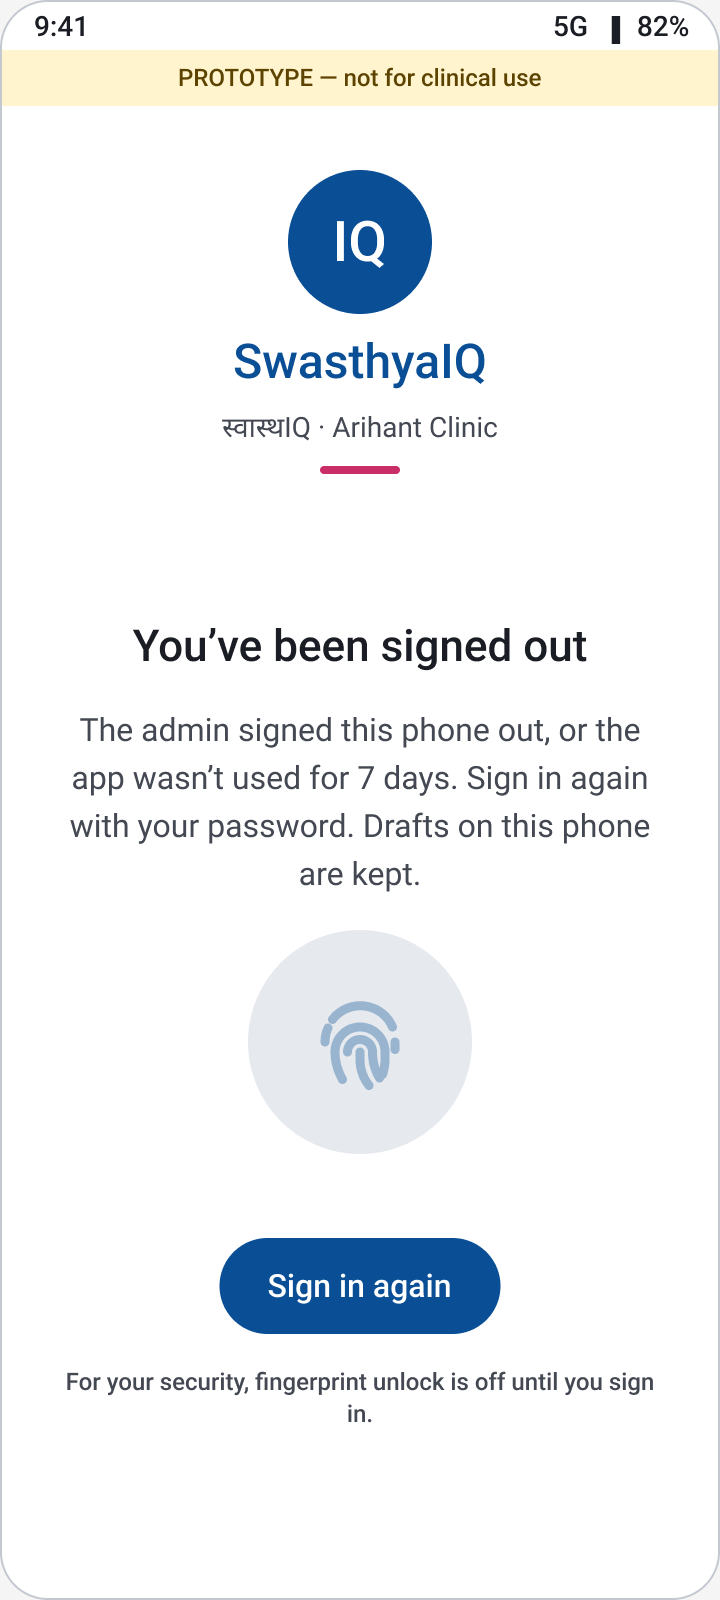 9:41
5G 82%
PROTOTYPE — not for clinical use
IQ
SwasthyaIQ
स्वास्थIQ · Arihant Clinic
You’ve been signed out
The admin signed this phone out, or the
app wasn’t used for 7 days. Sign in again
with your password. Drafts on this phone
are kept.
Sign in again
For your security, fingerprint unlock is off until you sign
in.